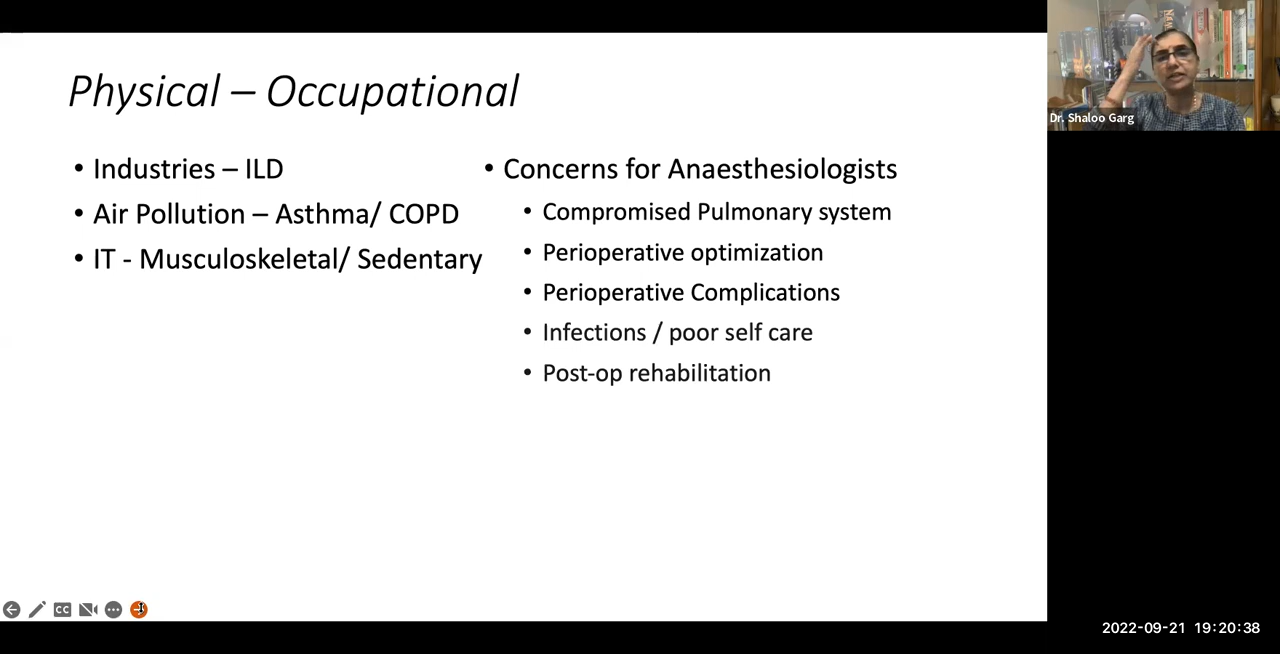 Physical – Occupational
• Industries – ILD
• Air Pollution – Asthma/ COPD
• IT - Musculoskeletal/ Sedentary
• Concerns for Anaesthesiologists
• Compromised Pulmonary system
• Perioperative optimization
• Perioperative Complications
• Infections / poor self care
• Post-op rehabilitation
Dr. Shaloo Garg
CC
2022-09-21 19:20:38